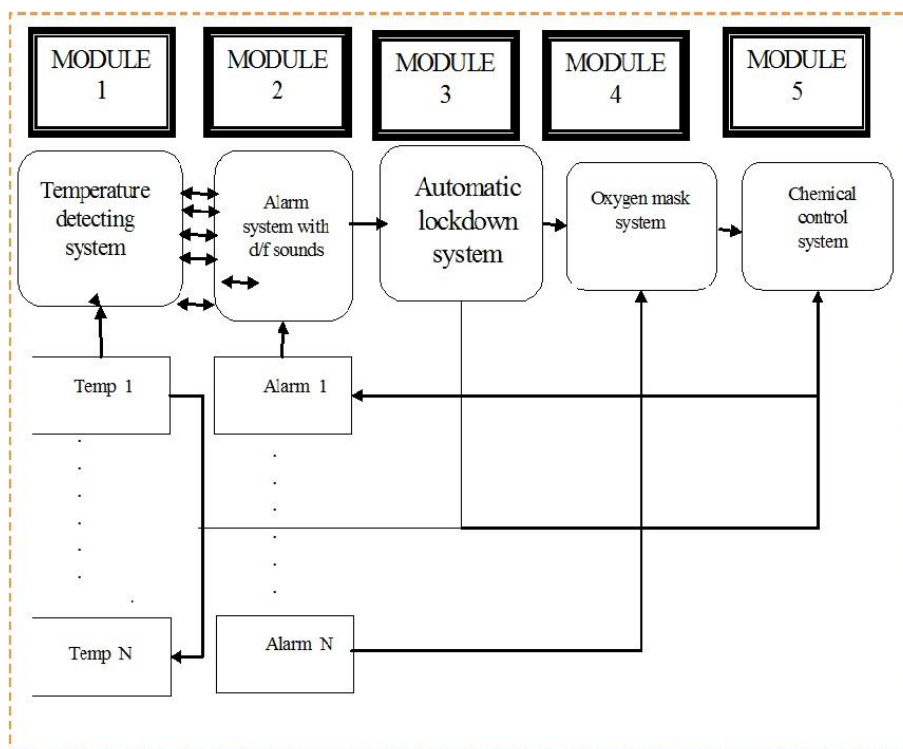 MODULE
1
MODULE
2
MODULE
3
MODULE
4
MODULE
5
Temperature
detecting
system
Alarm
system with
d/f sounds
Automatic
lockdown
system
Oxygen mask
system
Chemical
control
system
Temp 1
Alarm 1
Temp N
Alarm N